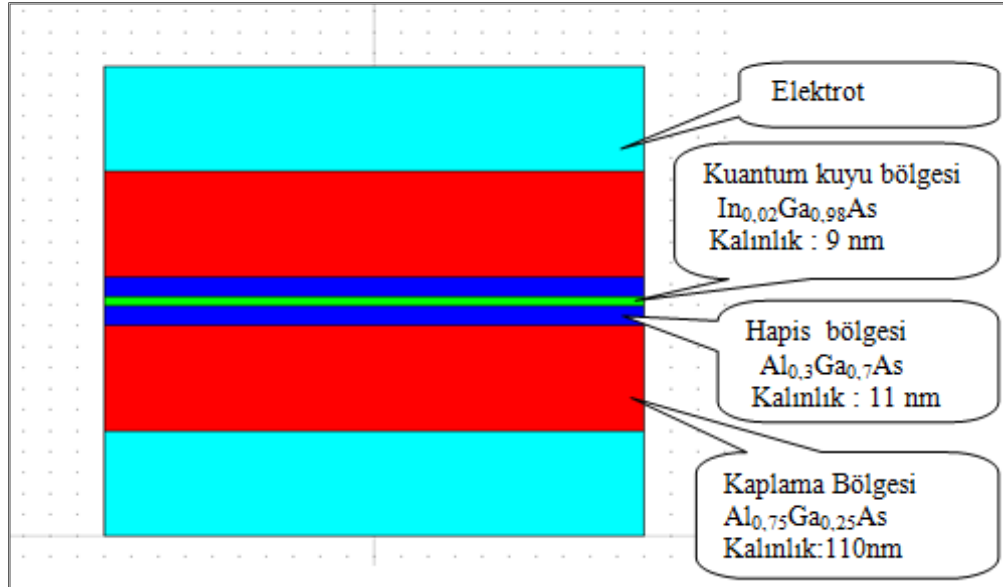 Elektrot
Kuantum kuyu bölgesi
In0,02Ga0,98As
Kalınlık : 9 nm
Hapis bölgesi
Al0,3Ga0,7As
Kalınlık : 11 nm
Kaplama Bölgesi
Al0,75Ga0,25As
Kalınlık:110nm